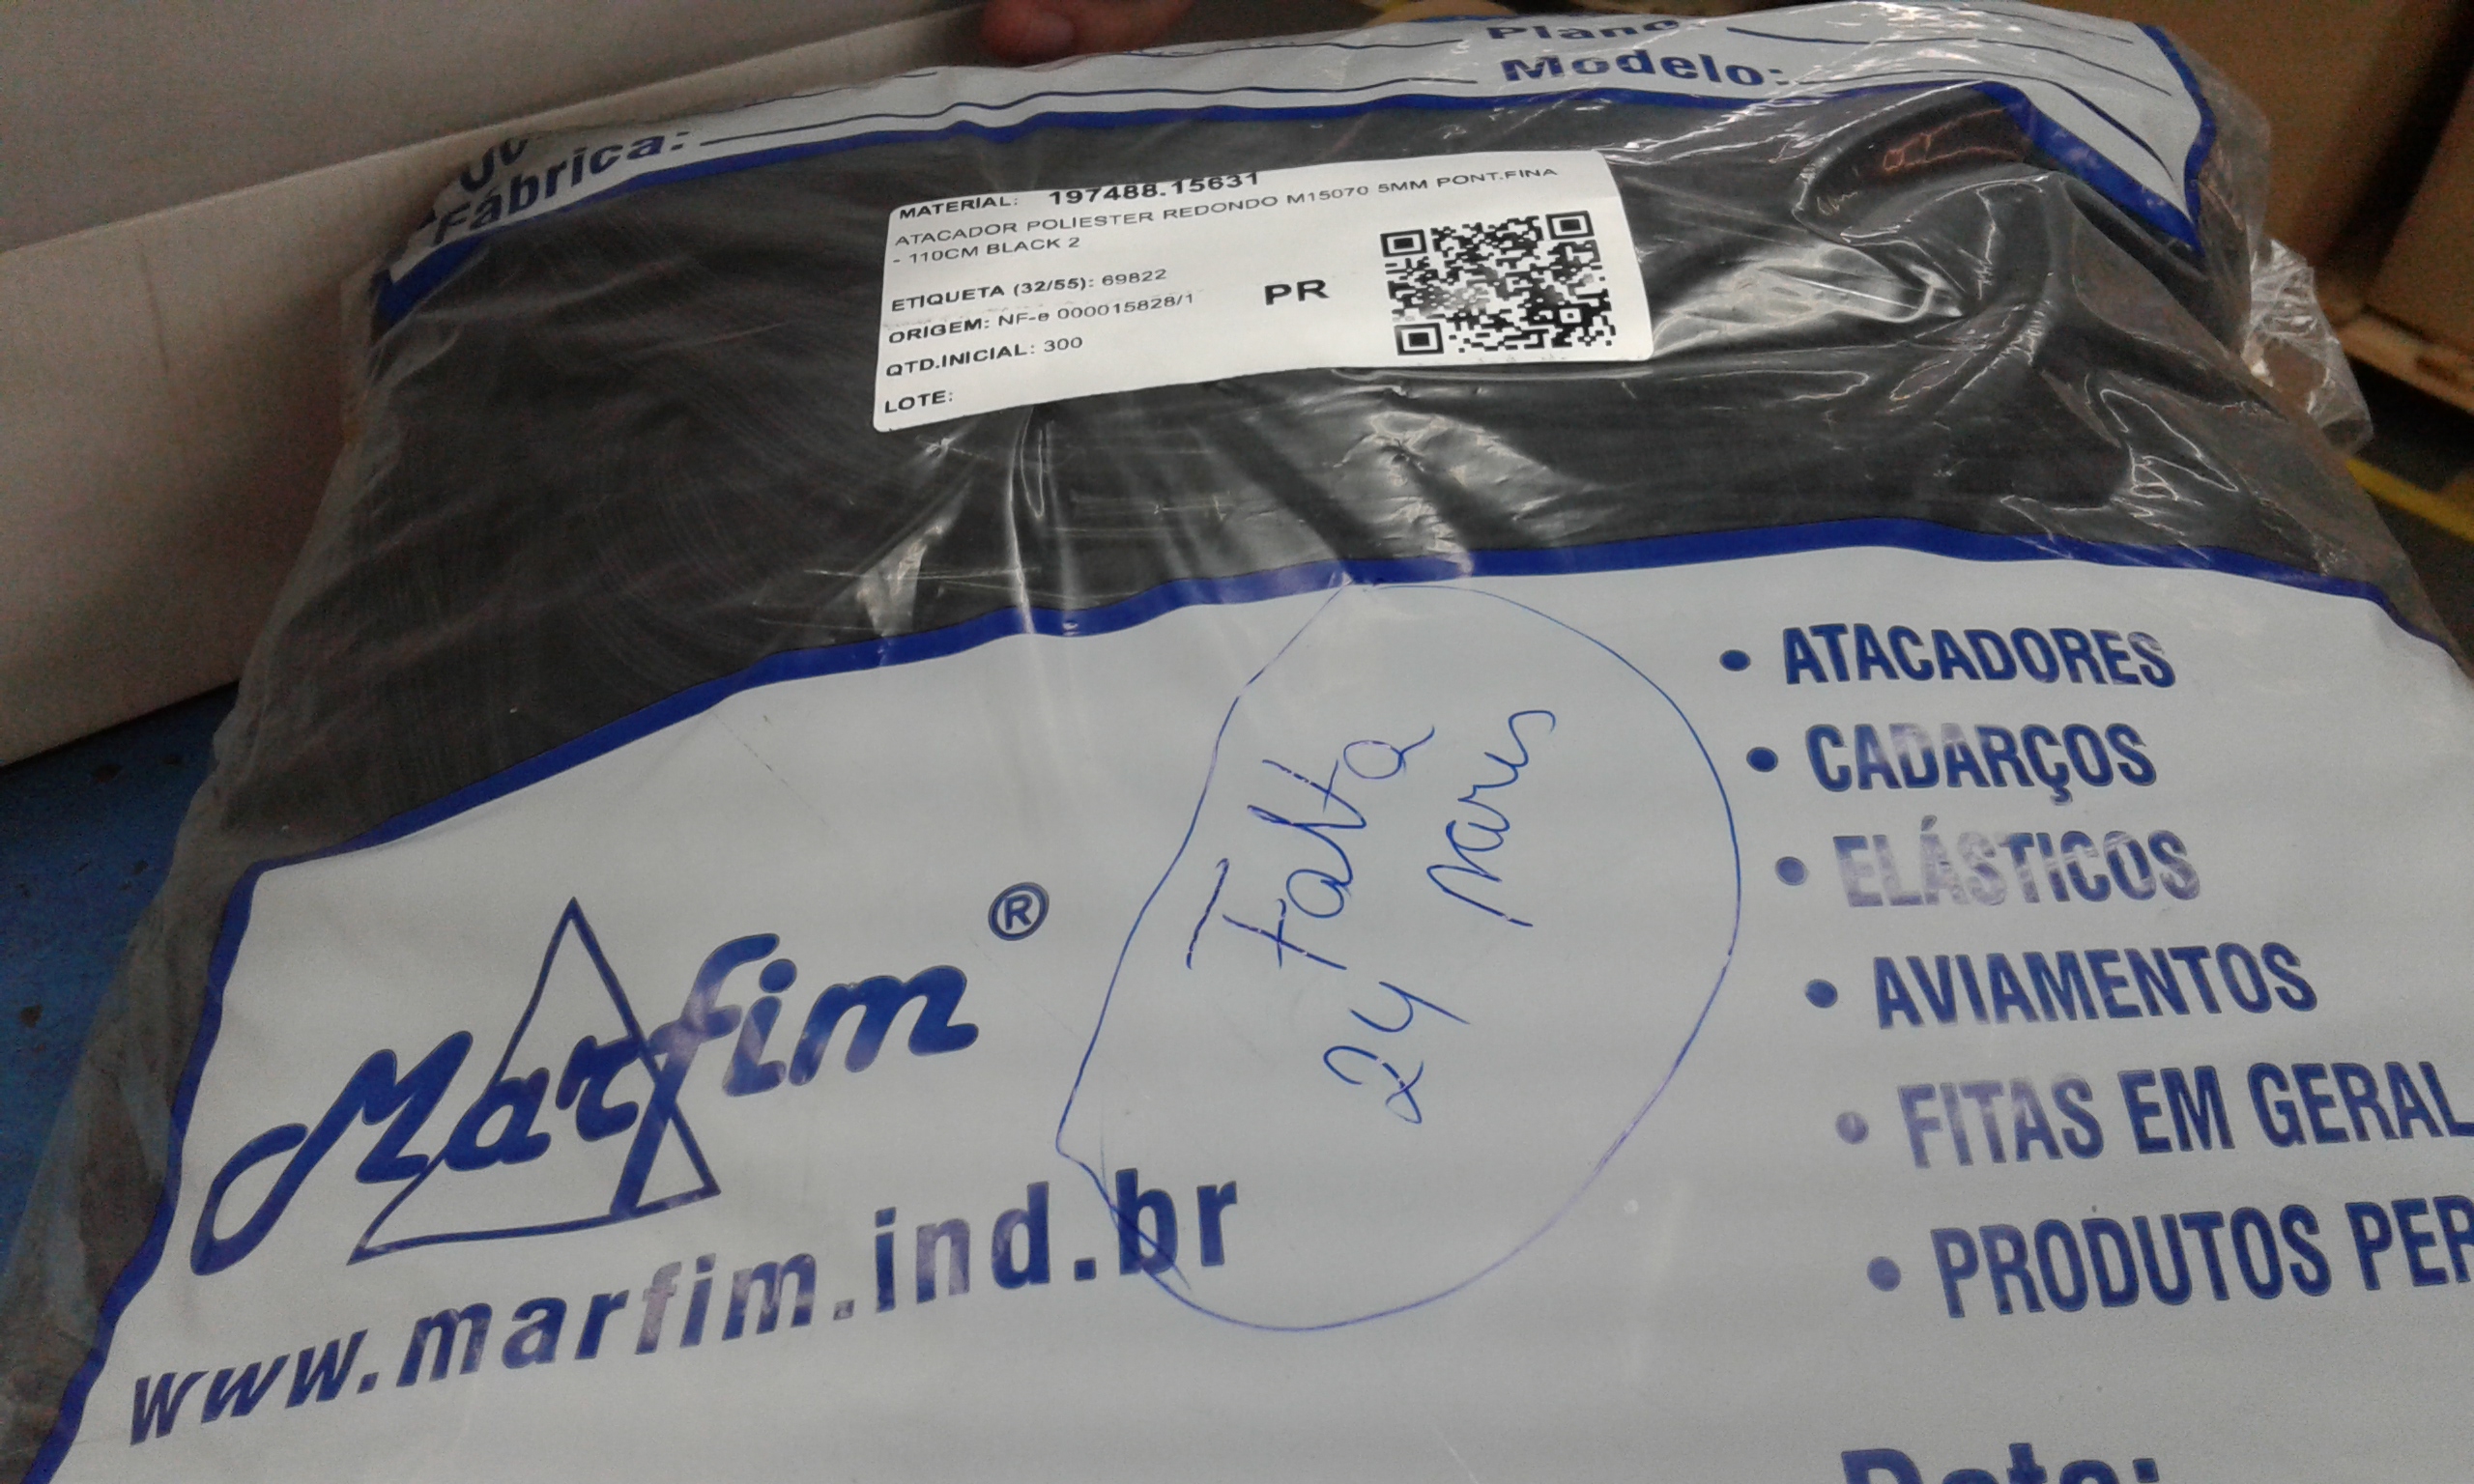 Plano:
Modelo:
Fábrica:
MATERIAL: 197488.15631
ATACADOR POLIESTER REDONDO M15070 5MM PONT.FINA
- 110CM BLACK 2
ETIQUETA (32/55): 69822
ORIGEM: NF-e 000015828/1
QTD.INICIAL: 300
LOTE:
PR
Falta
24 Pares
Marfim®
www.marfim.ind.br
• ATACADORES
• CADARÇOS
• ELÁSTICOS
• AVIAMENTOS
• FITAS EM GERAL
• PRODUTOS PER